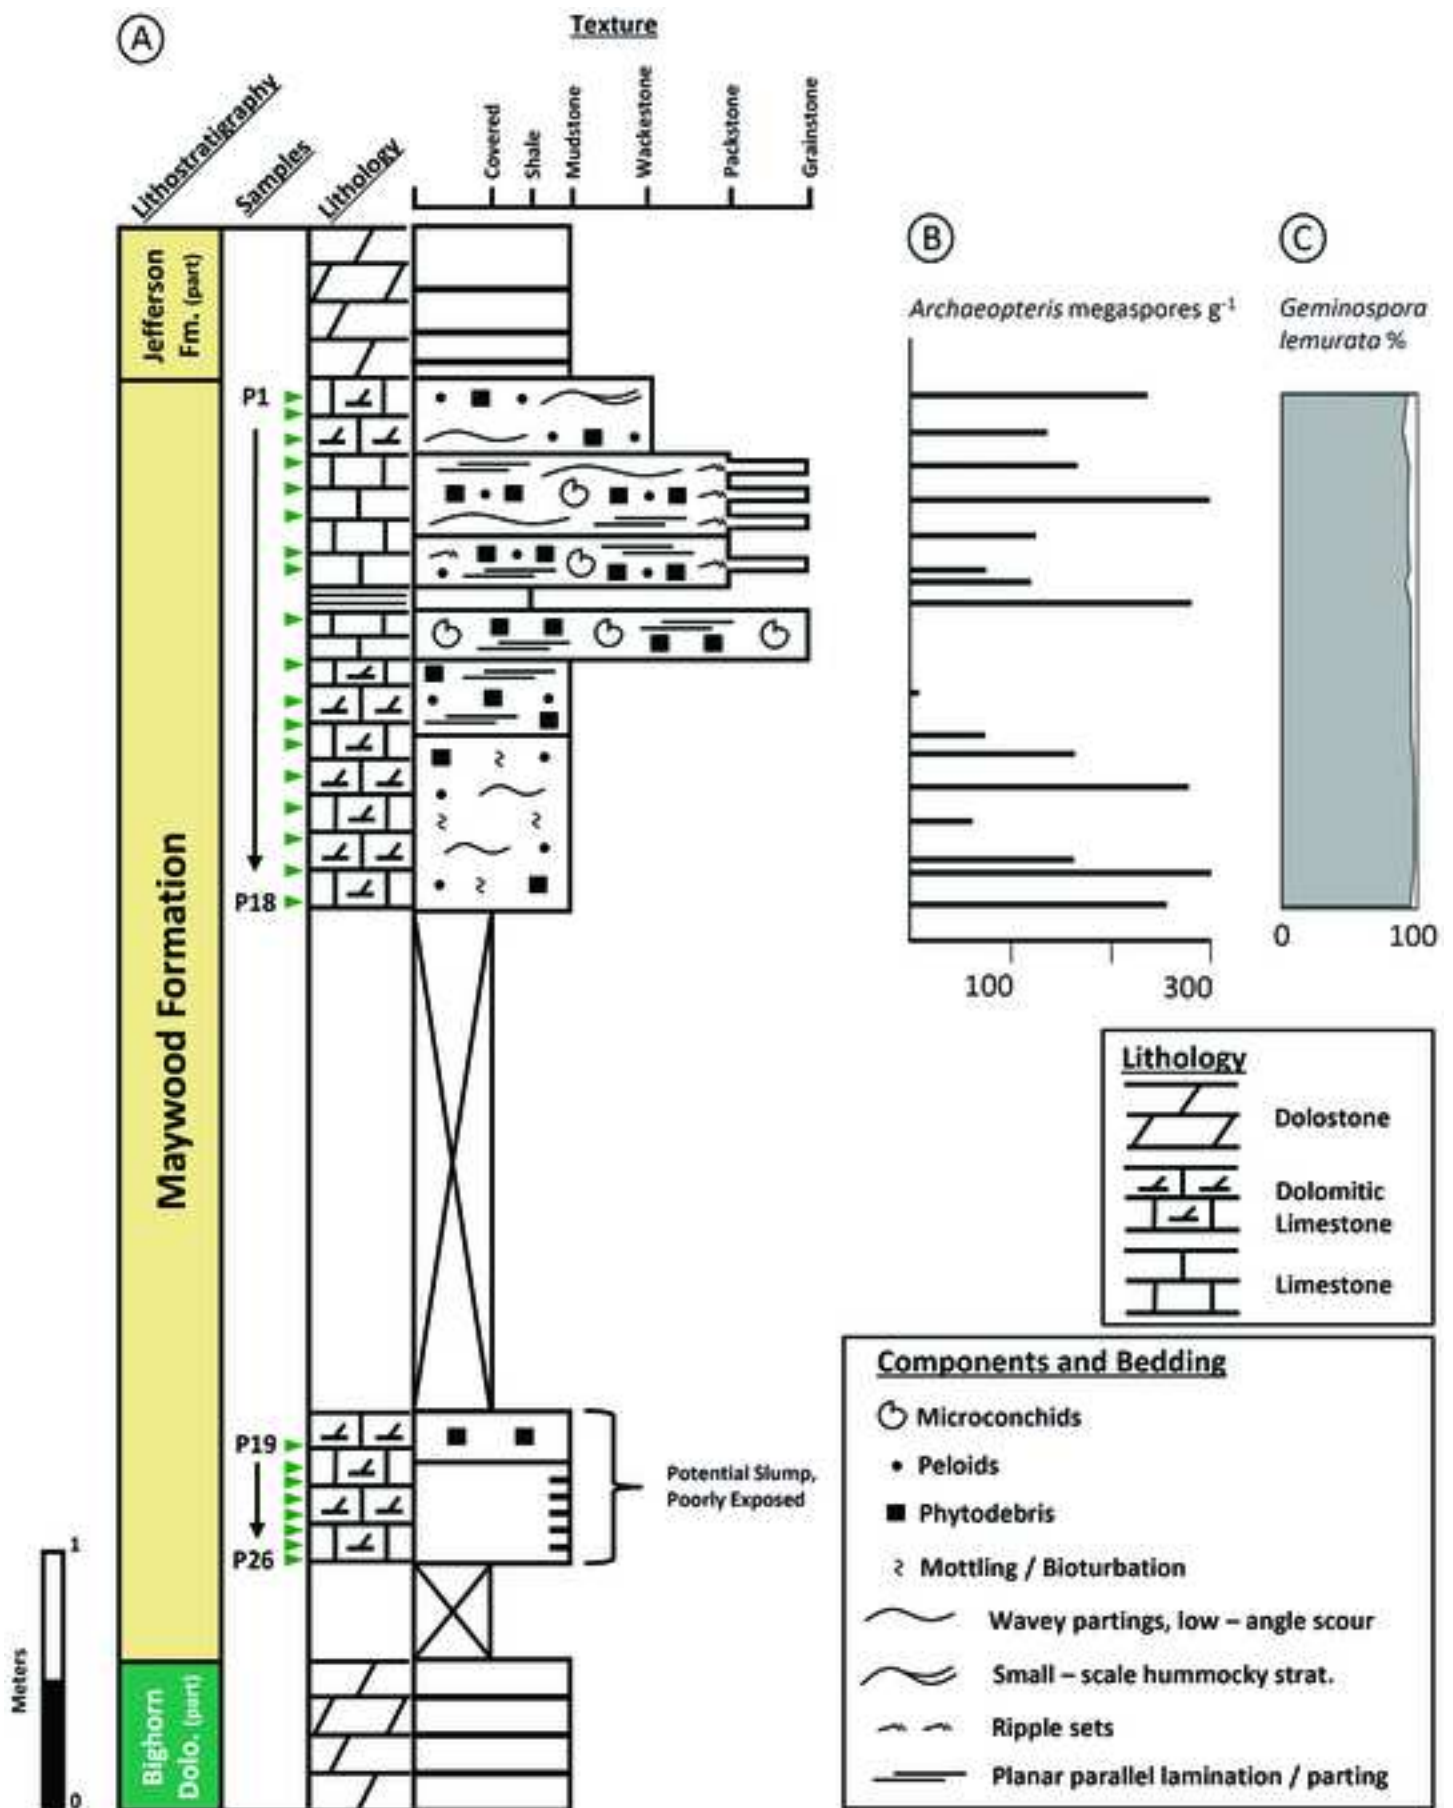 A
Texture
Lithostratigraphy
Samples
Lithology
Covered
Shale
Mudstone
Wackestone
Packstone
Grainstone
B
C
Archaeopteris megaspores g-1
Geminospora
lemurata %
Jefferson
Fm. (part)
P1
P18
Maywood Formation
0
100
100
300
P19
P26
Potential Slump,
Poorly Exposed
Bighorn
Dolo. (part)
Meters
1
0
Lithology
Dolostone
Dolomitic
Limestone
Limestone
Components and Bedding
Microconchids
Peloids
Phytodebris
Mottling / Bioturbation
Wavey partings, low – angle scour
Small – scale hummocky strat.
Ripple sets
Planar parallel lamination / parting